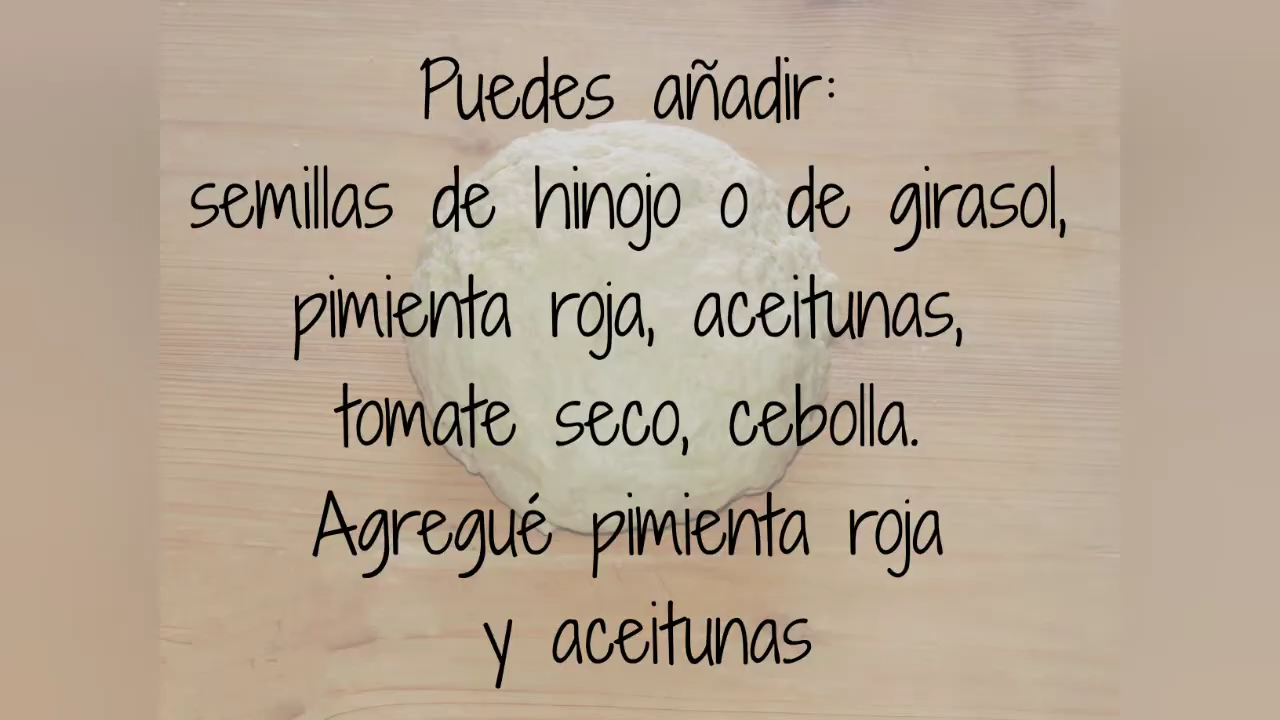 Puedes añadir:
semillas de hinojo o de girasol,
pimienta roja, aceitunas,
tomate seco, cebolla.
Agregué pimienta roja
y aceitunas